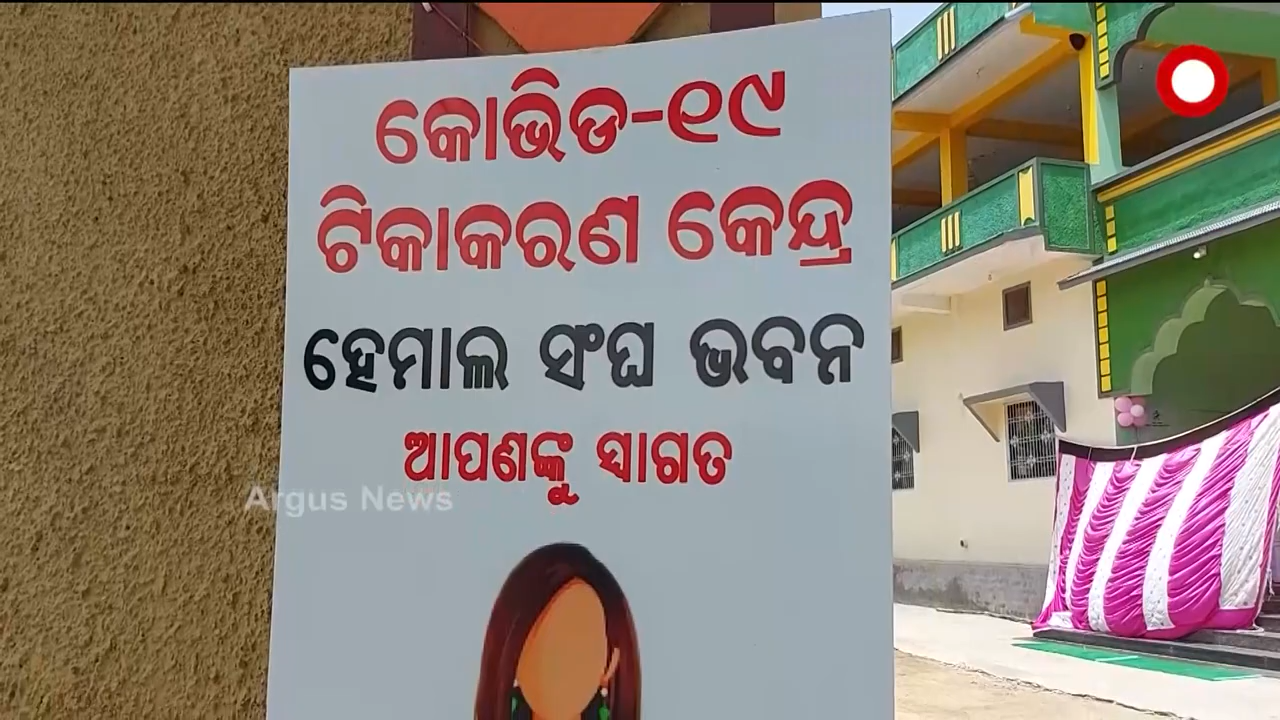 କୋଭିଡ-୧୯
ଟିକାକରଣ କେନ୍ଦ୍ର
ହେମାଲ ସଂଘ ଭବନ
ଆପଣଙ୍କୁ ସ୍ୱାଗତ
Argus News